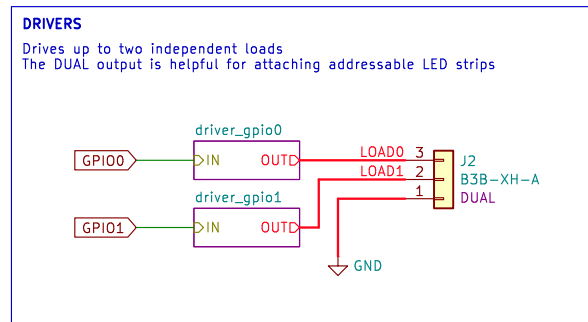 DRIVERS
Drives up to two independent loads
The DUAL output is helpful for attaching addressable LED strips
driver_gpio0
GPIO0 IN OUT LOAD0 3 J2
LOAD1 2 B3B-XH-A
driver_gpio1 1 DUAL
GPIO1 IN OUT
GND